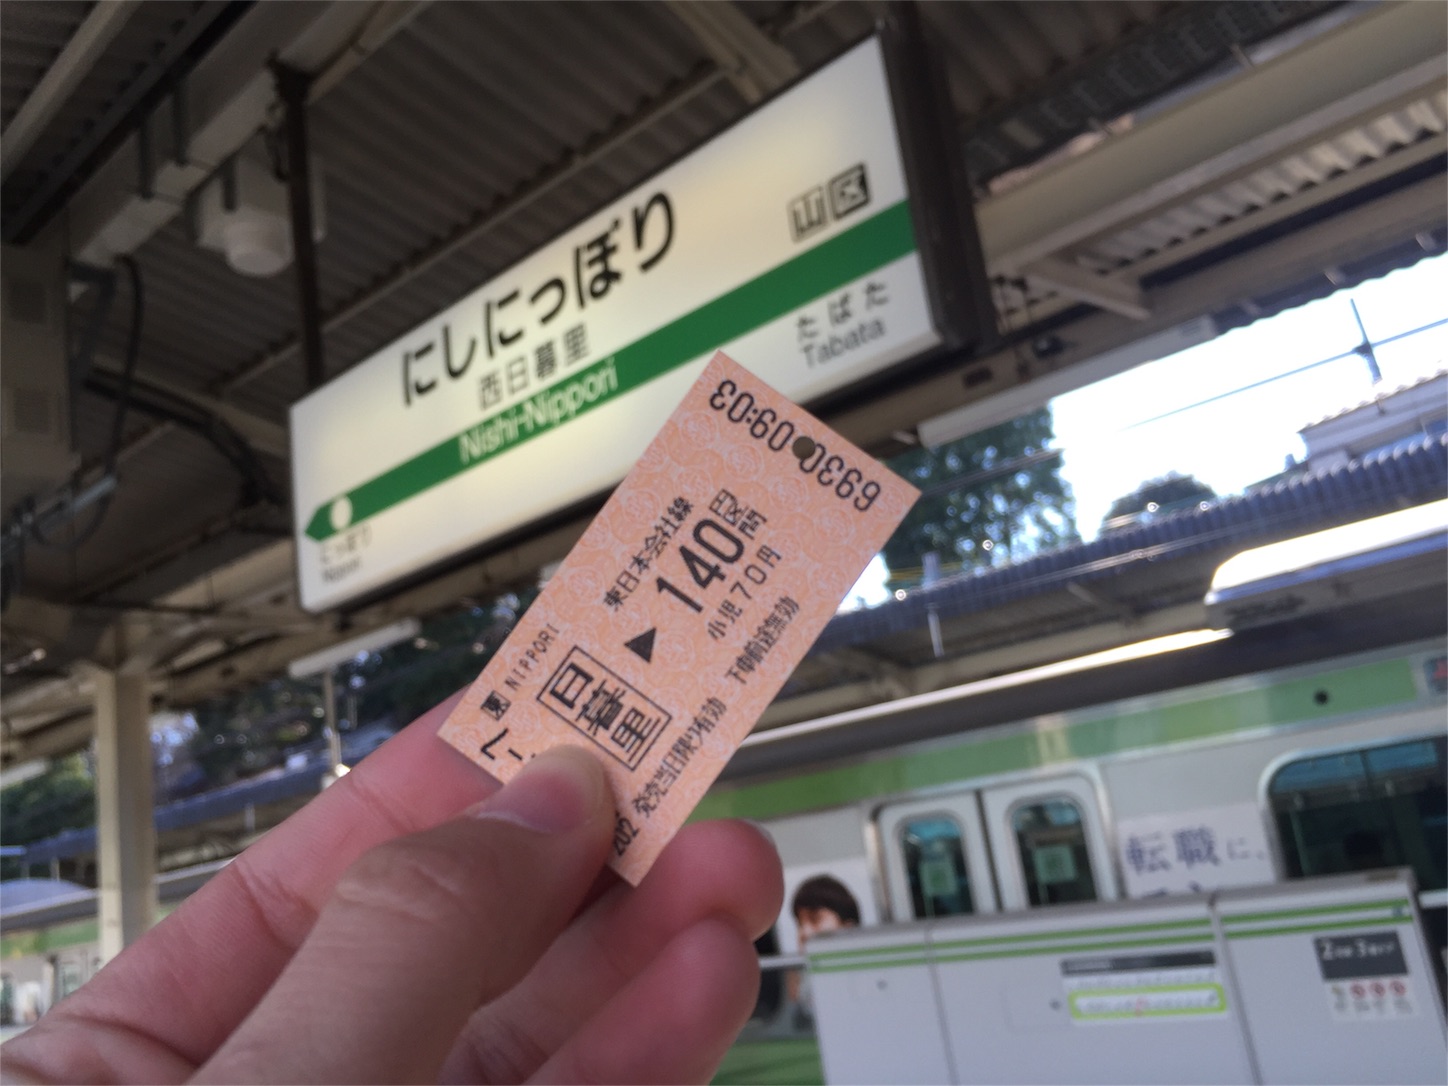 にしにっぽり
西日暮里
Nishi-Nippori
山 区
たばた
Tabata
にっぽり
Nippori
0930 09:03
東 NIPPORI
東日本会社線
日暮里 ▶ 140円区間
小児 70円
発売当日限り有効 下車前途無効
転職に、